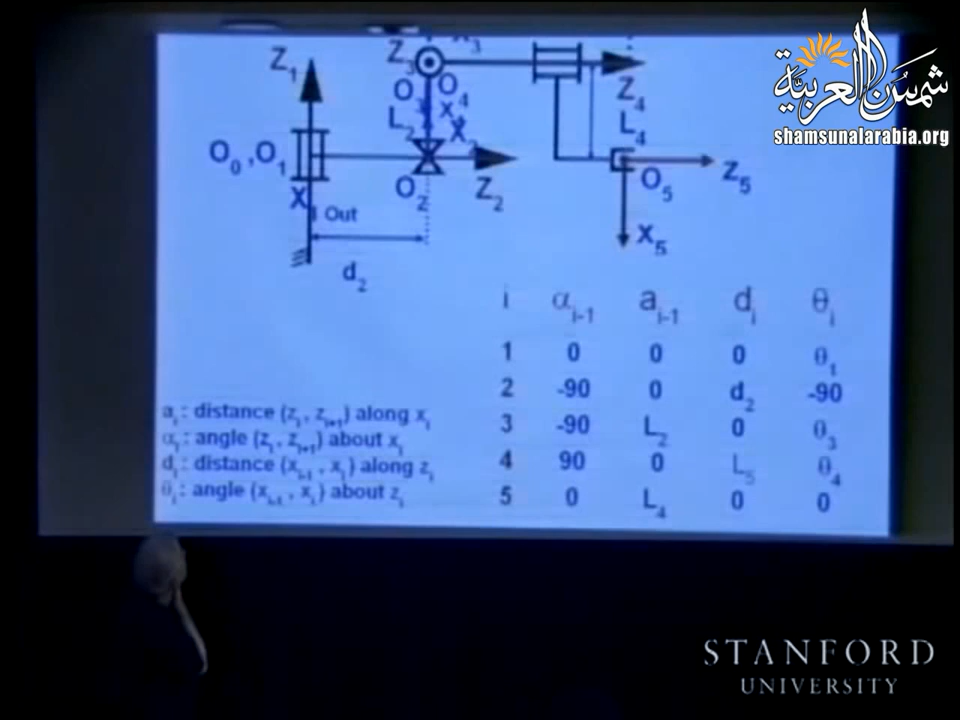 شمس العربية
shamsunalarabia.org
Z₁
Z₃
X₃
O₃
O₄
Z₄
L₂
L₄
O₀ ,O₁
O₂
Z₂
O₅
Z₅
X₁ Out
X₅
d₂
i αᵢ₋₁ aᵢ₋₁ dᵢ θᵢ
1 0 0 0 θ₁
2 -90 0 d₂ -90
3 -90 L₂ 0 θ₃
4 90 0 L₅ θ₄
5 0 L₄ 0 0
aᵢ : distance (zᵢ , zᵢ₊₁) along xᵢ
αᵢ : angle (zᵢ , zᵢ₊₁) about xᵢ
dᵢ : distance (xᵢ₋₁ , xᵢ) along zᵢ
θᵢ : angle (xᵢ₋₁ , xᵢ) about zᵢ
STANFORD
UNIVERSITY